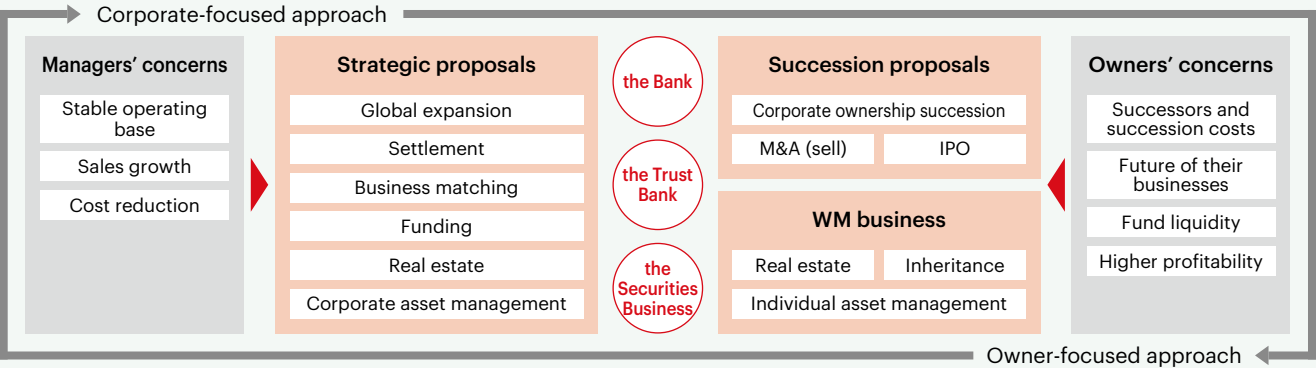 Corporate-focused approach
Managers’ concerns
Stable operating
base
Sales growth
Cost reduction
Strategic proposals
Global expansion
Settlement
Business matching
Funding
Real estate
Corporate asset management
the Bank
the Trust
Bank
the
Securities
Business
Succession proposals
Corporate ownership succession
M&A (sell)
IPO
WM business
Real estate
Inheritance
Individual asset management
Owners’ concerns
Successors and
succession costs
Future of their
businesses
Fund liquidity
Higher profitability
Owner-focused approach